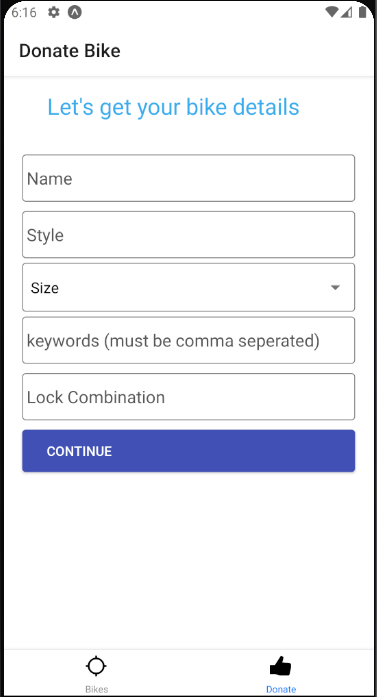 6:16
Donate Bike
Let's get your bike details
Name
Style
Size
keywords (must be comma seperated)
Lock Combination
CONTINUE
Bikes
Donate